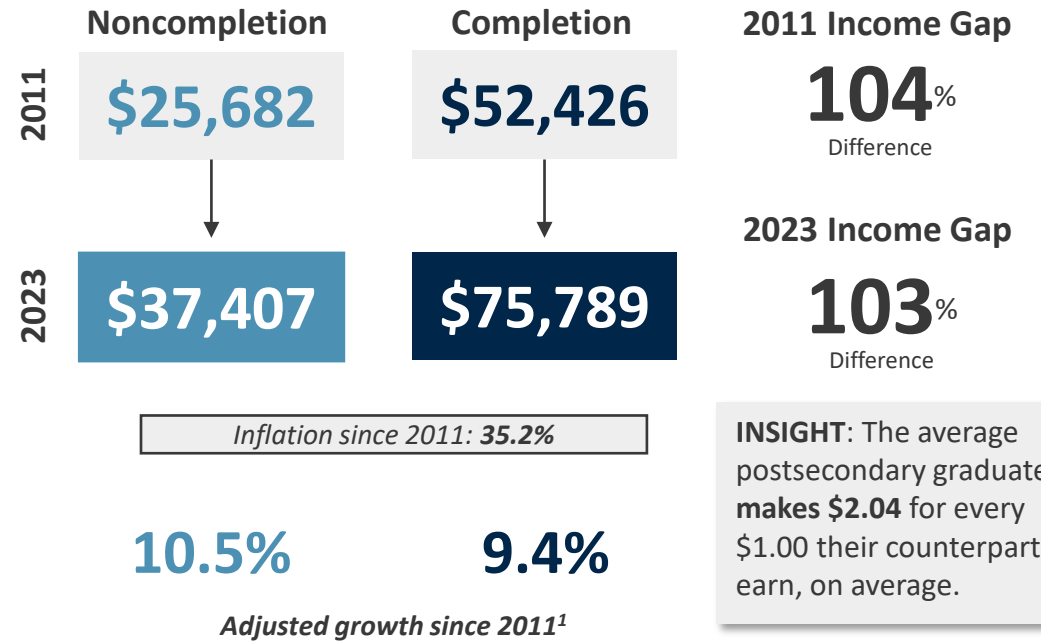 Noncompletion
Completion
2011 Income Gap
2011
$25,682
$52,426
104%
Difference
2023 Income Gap
2023
$37,407
$75,789
103%
Difference
Inflation since 2011: 35.2%
10.5%
9.4%
Adjusted growth since 2011¹
INSIGHT: The average
postsecondary graduate
makes $2.04 for every
$1.00 their counterpart
earn, on average.